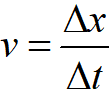 v = Δx / Δt